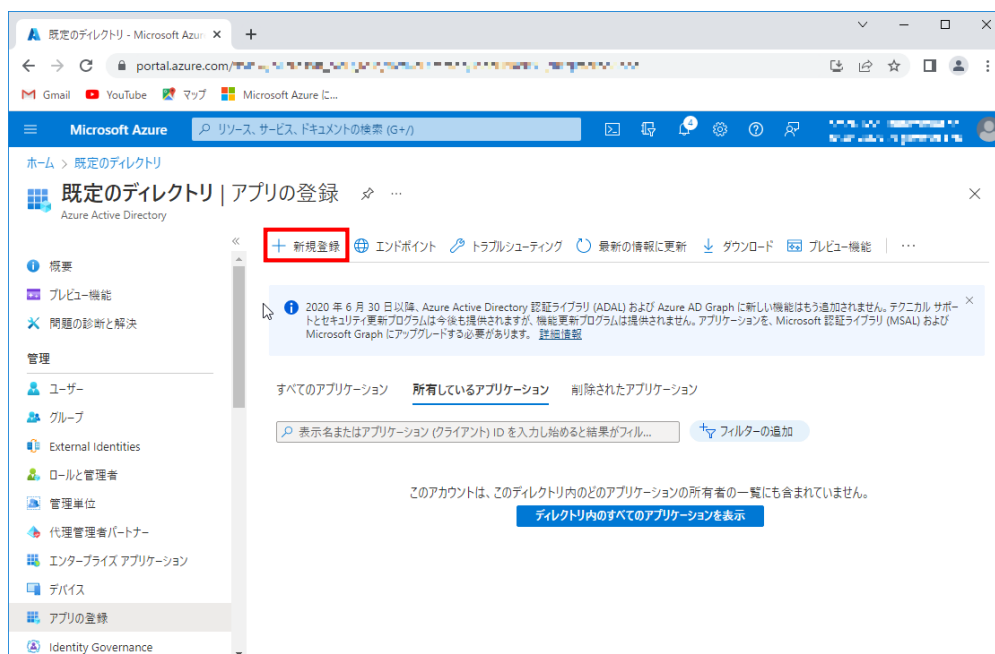 既定のディレクトリ - Microsoft Azur
portal.azure.com/
Gmail YouTube マップ Microsoft Azure に...
Microsoft Azure リソース、サービス、ドキュメントの検索 (G+/) 4
ホーム > 既定のディレクトリ
既定のディレクトリ | アプリの登録 ...
Azure Active Directory
新規登録 エンドポイント トラブルシューティング 最新の情報に更新 ダウンロード プレビュー機能 ...
概要
プレビュー機能
問題の診断と解決
管理
ユーザー
グループ
External Identities
ロールと管理者
管理単位
代理管理者パートナー
エンタープライズ アプリケーション
デバイス
アプリの登録
Identity Governance
2020 年 6 月 30 日以降、Azure Active Directory 認証ライブラリ (ADAL) および Azure AD Graph に新しい機能はもう追加されません。テクニカル サポー
トとセキュリティ更新プログラムは今後も提供されますが、機能更新プログラムは提供されません。アプリケーションを、Microsoft 認証ライブラリ (MSAL) および
Microsoft Graph にアップグレードする必要があります。 詳細情報
すべてのアプリケーション 所有しているアプリケーション 削除されたアプリケーション
表示名またはアプリケーション (クライアント) ID を入力し始めると結果がフィル... フィルターの追加
このアカウントは、このディレクトリ内のどのアプリケーションの所有者の一覧にも含まれていません。
ディレクトリ内のすべてのアプリケーションを表示